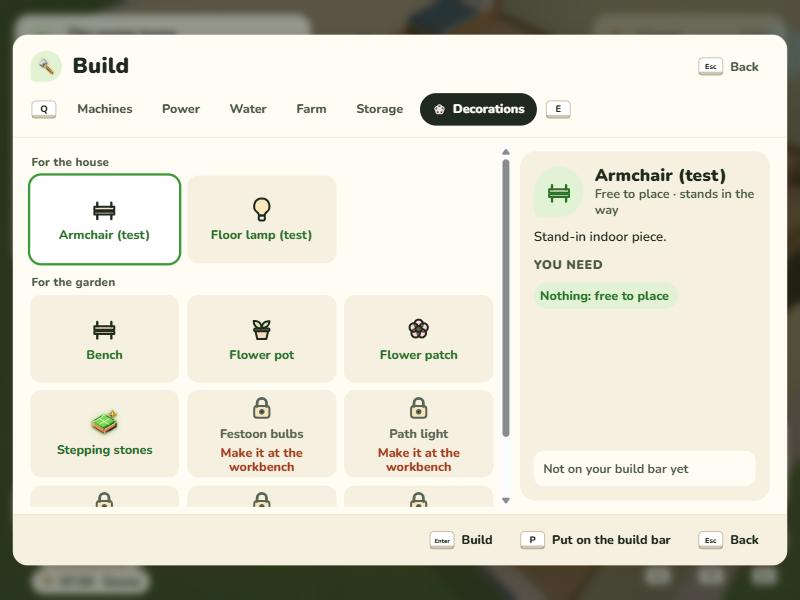 Build
Esc Back
Q Machines Power Water Farm Storage Decorations E
For the house
Armchair (test)
Floor lamp (test)
For the garden
Bench
Flower pot
Flower patch
Stepping stones
Festoon bulbs
Make it at the
workbench
Path light
Make it at the
workbench
Armchair (test)
Free to place · stands in the
way
Stand-in indoor piece.
YOU NEED
Nothing: free to place
Not on your build bar yet
Enter Build P Put on the build bar Esc Back